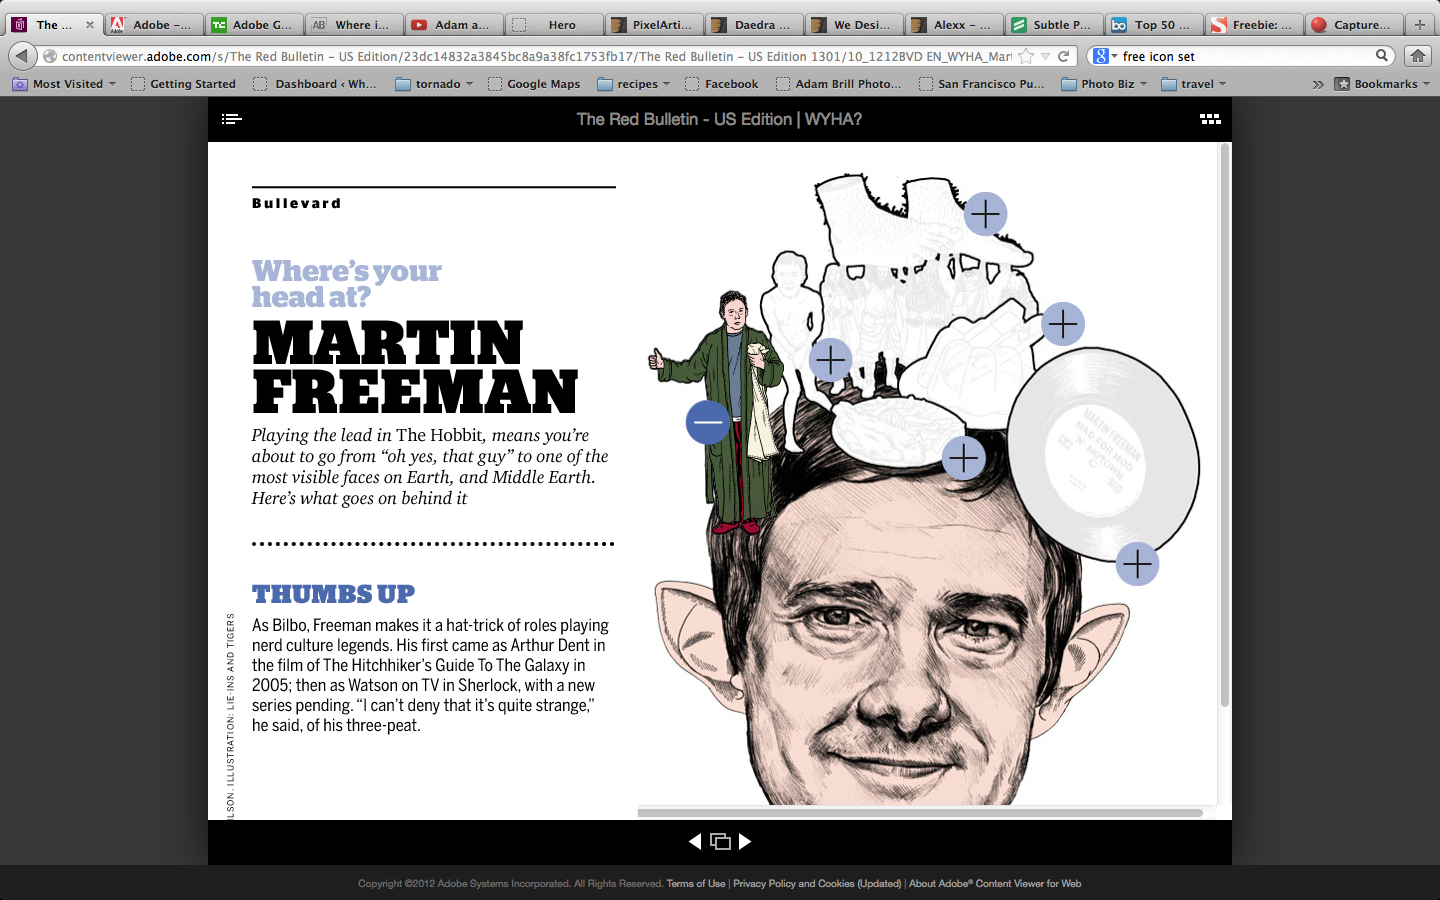 The ...
Adobe –...
Adobe G...
Where i...
Adam a...
Hero
PixelArti...
Daedra ...
We Desi...
Alexx – ...
Subtle P...
Top 50 ...
Freebie: ...
Capture...
contentviewer.adobe.com/s/The Red Bulletin – US Edition/23dc14832a3845bc8a9a38fc1753fb17/The Red Bulletin – US Edition 1301/10_1212BVD EN_WYHA_Mart
free icon set
Most Visited
Getting Started
Dashboard ‹ Wh...
tornado
Google Maps
recipes
Facebook
Adam Brill Photo...
San Francisco Pu...
Photo Biz
travel
Bookmarks
The Red Bulletin - US Edition | WYHA?
Bullevard
Where's your
head at?
MARTIN
FREEMAN
Playing the lead in The Hobbit, means you're
about to go from "oh yes, that guy" to one of the
most visible faces on Earth, and Middle Earth.
Here's what goes on behind it
THUMBS UP
As Bilbo, Freeman makes it a hat-trick of roles playing
nerd culture legends. His first came as Arthur Dent in
the film of The Hitchhiker's Guide To The Galaxy in
2005; then as Watson on TV in Sherlock, with a new
series pending. "I can't deny that it's quite strange,"
he said, of his three-peat.
ILSON. ILLUSTRATION: LIE-INS AND TIGERS
MARTIN FREEMAN
MAD FOR MOD
N' MOTOWN
Copyright ©2012 Adobe Systems Incorporated. All Rights Reserved. Terms of Use | Privacy Policy and Cookies (Updated) | About Adobe® Content Viewer for Web